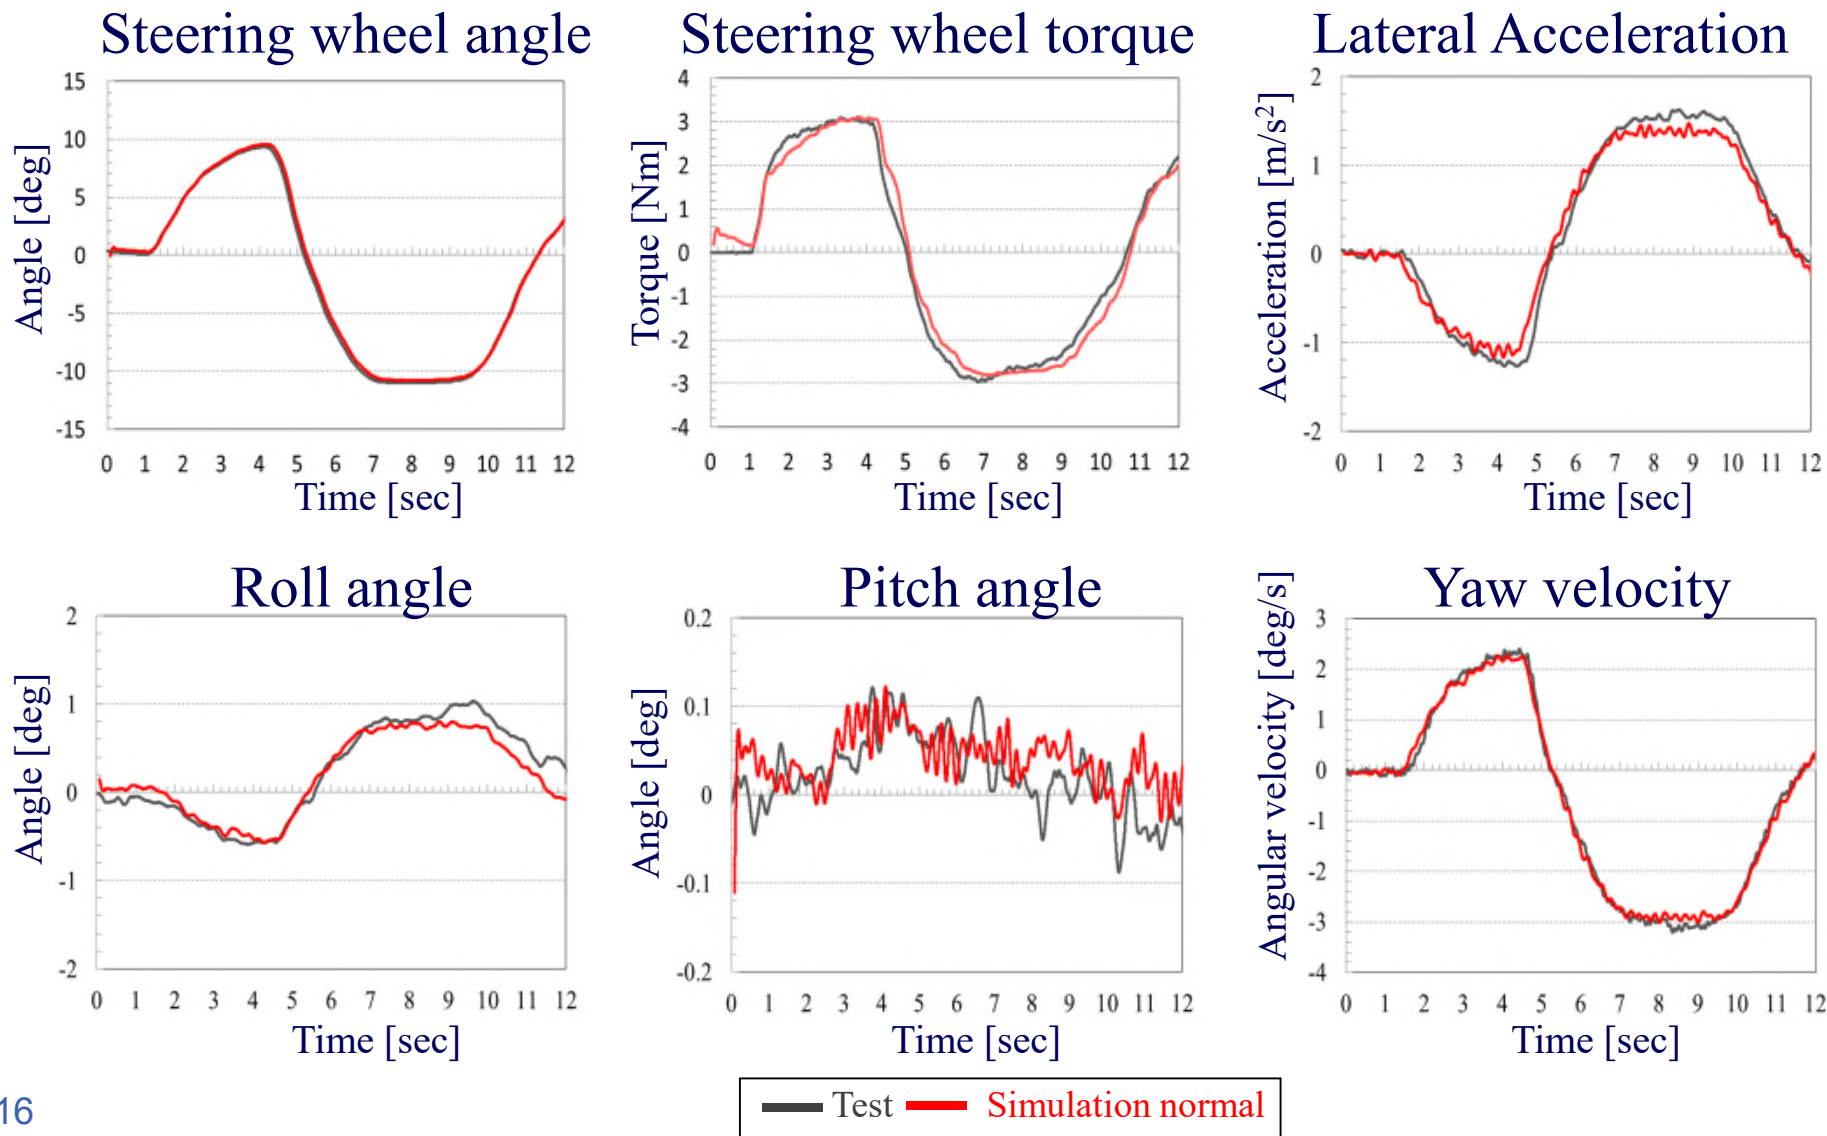 Steering wheel angle
Angle [deg]
15
10
5
0
-5
-10
-15
0 1 2 3 4 5 6 7 8 9 10 11 12
Time [sec]
Steering wheel torque
Torque [Nm]
4
3
2
1
0
-1
-2
-3
-4
0 1 2 3 4 5 6 7 8 9 10 11 12
Time [sec]
Lateral Acceleration
Acceleration [m/s²]
2
1
0
-1
-2
0 1 2 3 4 5 6 7 8 9 10 11 12
Time [sec]
Roll angle
Angle [deg]
2
1
0
-1
-2
0 1 2 3 4 5 6 7 8 9 10 11 12
Time [sec]
Pitch angle
Angle [deg]
0.2
0.1
0
-0.1
-0.2
0 1 2 3 4 5 6 7 8 9 10 11 12
Time [sec]
Yaw velocity
Angular velocity [deg/s]
3
2
1
0
-1
-2
-3
-4
0 1 2 3 4 5 6 7 8 9 10 11 12
Time [sec]
Test Simulation normal
16